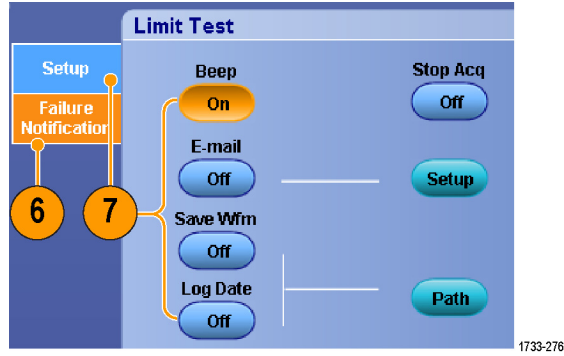 Limit Test
Setup
Failure
Notification
Beep
On
Stop Acq
Off
E-mail
Off
Setup
Save Wfm
Off
Log Date
Off
Path
6
7
1733-276